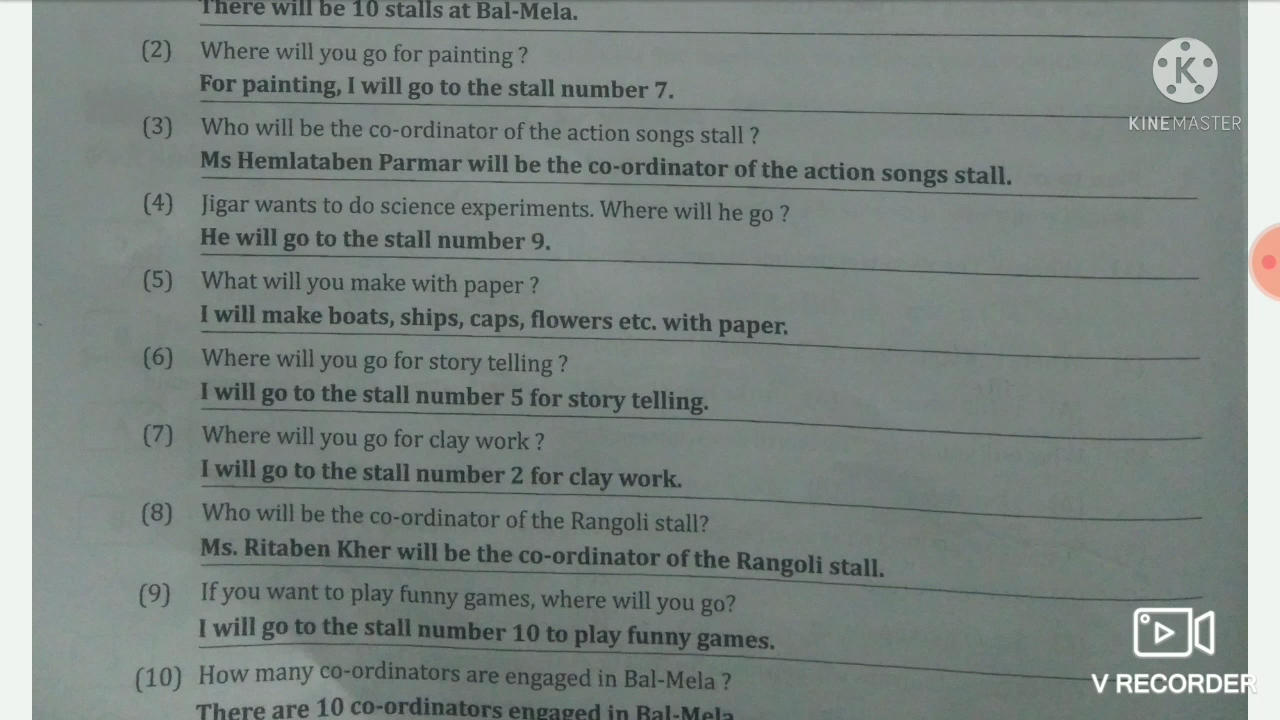 There will be 10 stalls at Bal-Mela.
(2) Where will you go for painting ?
For painting, I will go to the stall number 7.
(3) Who will be the co-ordinator of the action songs stall ?
Ms Hemlataben Parmar will be the co-ordinator of the action songs stall.
(4) Jigar wants to do science experiments. Where will he go ?
He will go to the stall number 9.
(5) What will you make with paper ?
I will make boats, ships, caps, flowers etc. with paper.
(6) Where will you go for story telling ?
I will go to the stall number 5 for story telling.
(7) Where will you go for clay work ?
I will go to the stall number 2 for clay work.
(8) Who will be the co-ordinator of the Rangoli stall?
Ms. Ritaben Kher will be the co-ordinator of the Rangoli stall.
(9) If you want to play funny games, where will you go?
I will go to the stall number 10 to play funny games.
(10) How many co-ordinators are engaged in Bal-Mela ?
There are 10 co-ordinators engaged in Bal-Mela
K
KINEMASTER
V RECORDER